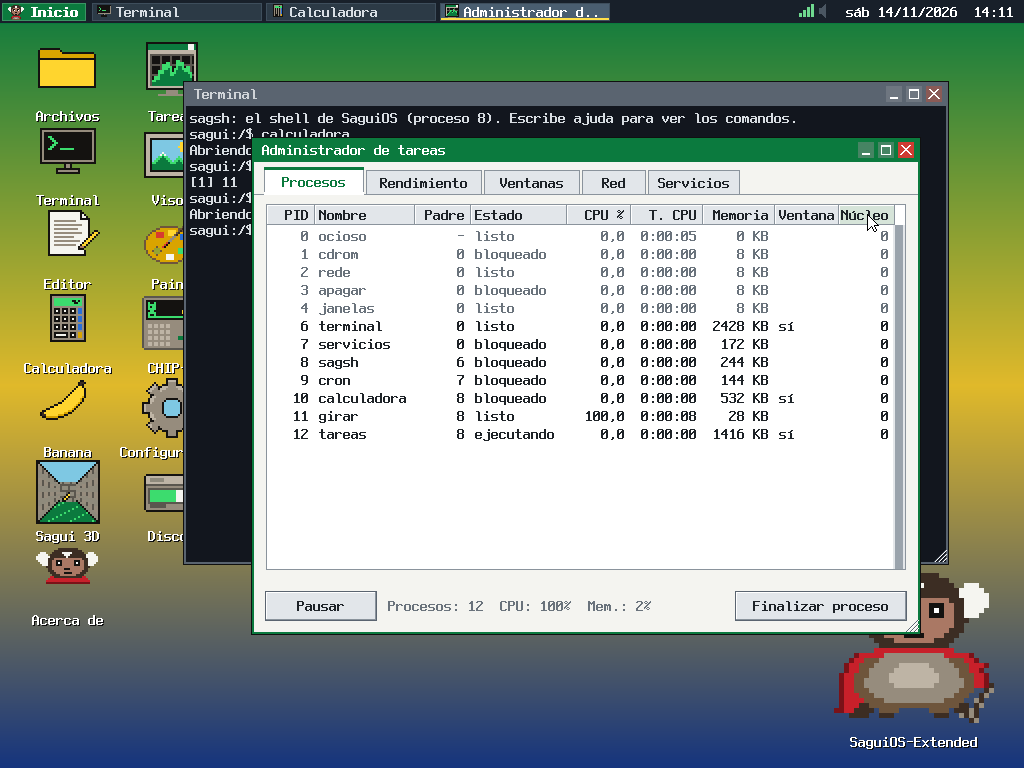 Inicio Terminal Calculadora Administrador d.. sáb 14/11/2026 14:11
Archivos
Terminal
Viso
Editor
Pain
Calculadora
CHIP-
Banana
Configur
Sagui 3D
Disc
Acerca de
SaguiOS-Extended
Terminal
sagsh: el shell de SaguiOS (proceso 8). Escribe ayuda para ver los comandos.
sagui:/$ calculadora
Abriendo
sagui:/$
[1] 11
sagui:/$
Abriendo
sagui:/$
Administrador de tareas
Procesos Rendimiento Ventanas Red Servicios
PID Nombre Padre Estado CPU % T. CPU Memoria Ventana Núcleo
0 ocioso - listo 0,0 0:00:05 0 KB 0
1 cdrom 0 bloqueado 0,0 0:00:00 8 KB 0
2 rede 0 listo 0,0 0:00:00 8 KB 0
3 apagar 0 bloqueado 0,0 0:00:00 8 KB 0
4 janelas 0 listo 0,0 0:00:00 8 KB 0
6 terminal 0 listo 0,0 0:00:00 2428 KB sí 0
7 servicios 0 bloqueado 0,0 0:00:00 172 KB 0
8 sagsh 6 bloqueado 0,0 0:00:00 244 KB 0
9 cron 7 bloqueado 0,0 0:00:00 144 KB 0
10 calculadora 8 bloqueado 0,0 0:00:00 532 KB sí 0
11 girar 8 listo 100,0 0:00:08 28 KB 0
12 tareas 8 ejecutando 0,0 0:00:00 1416 KB sí 0
Pausar Procesos: 12 CPU: 100% Mem.: 2% Finalizar proceso